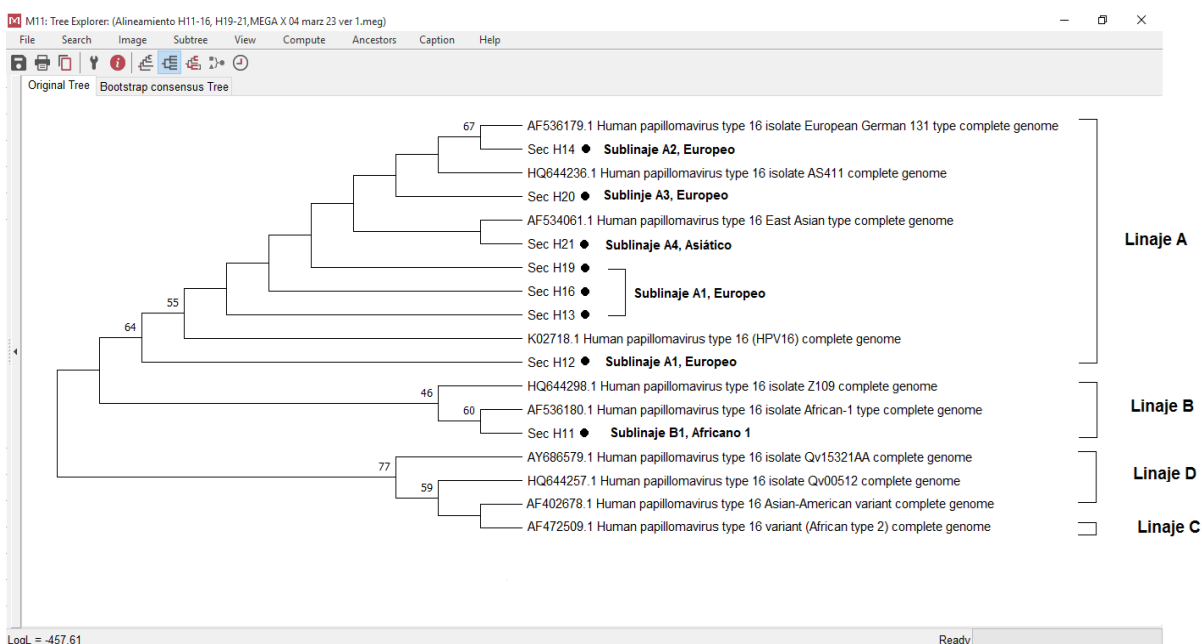 M11: Tree Explorer: (Alineamiento H11-16, H19-21,MEGA X 04 marz 23 ver 1.meg)
File Search Image Subtree View Compute Ancestors Caption Help
Original Tree Bootstrap consensus Tree
67 AF536179.1 Human papillomavirus type 16 isolate European German 131 type complete genome
Sec H14 Sublinaje A2, Europeo
HQ644236.1 Human papillomavirus type 16 isolate AS411 complete genome
Sec H20 Sublinje A3, Europeo
AF534061.1 Human papillomavirus type 16 East Asian type complete genome
Linaje A
Sec H21 Sublinaje A4, Asiático
Sec H19
Sec H16 Sublinaje A1, Europeo
55
Sec H13
64
K02718.1 Human papillomavirus type 16 (HPV16) complete genome
Sec H12 Sublinaje A1, Europeo
46 HQ644298.1 Human papillomavirus type 16 isolate Z109 complete genome
60 AF536180.1 Human papillomavirus type 16 isolate African-1 type complete genome
Linaje B
Sec H11 Sublinaje B1, Africano 1
77 AY686579.1 Human papillomavirus type 16 isolate Qv15321AA complete genome
59 HQ644257.1 Human papillomavirus type 16 isolate Qv00512 complete genome
Linaje D
AF402678.1 Human papillomavirus type 16 Asian-American variant complete genome
AF472509.1 Human papillomavirus type 16 variant (African type 2) complete genome
Linaje C
LogL = -457.61 Ready